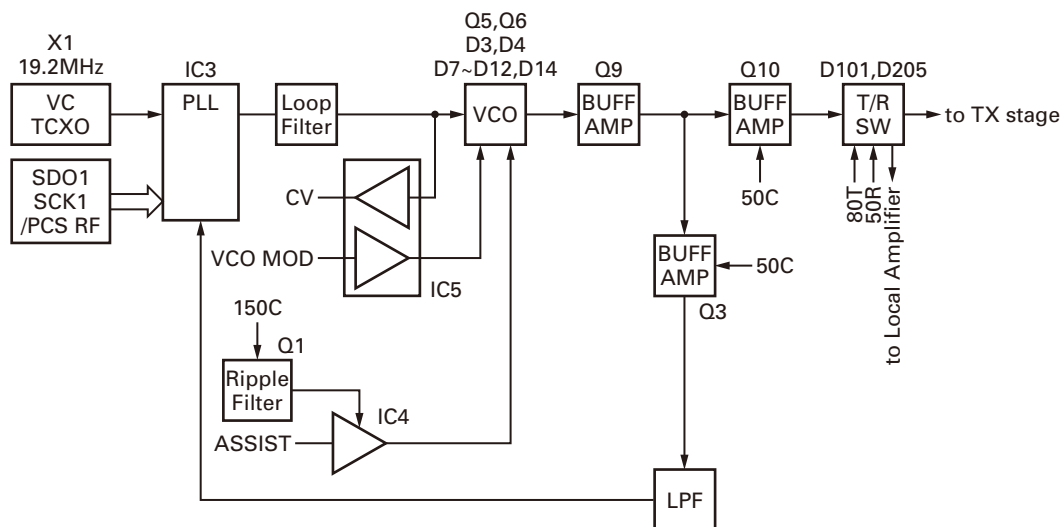 X1
19.2MHz
VC
TCXO
SDO1
SCK1
/PCS RF
IC3
PLL
Loop
Filter
Q5,Q6
D3,D4
D7~D12,D14
VCO
Q9
BUFF
AMP
Q10
BUFF
AMP
50C
D101,D205
T/R
SW
to TX stage
80T
50R
to Local Amplifier
CV
VCO MOD
IC5
BUFF
AMP
50C
Q3
150C
Q1
Ripple
Filter
IC4
ASSIST
LPF